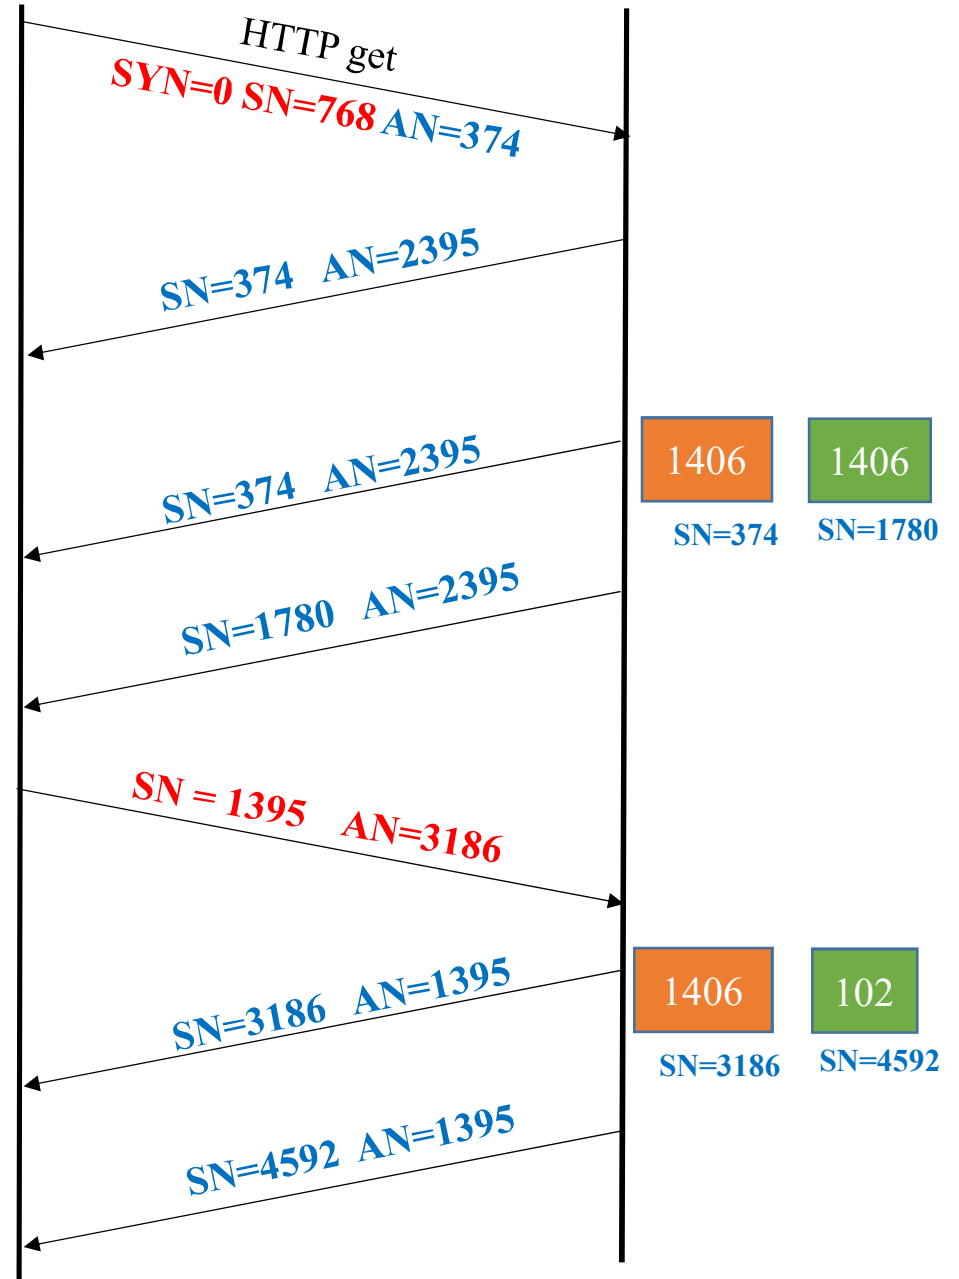 HTTP get
SYN=0 SN=768 AN=374
SN=374 AN=2395
SN=374 AN=2395
1406 1406
SN=374 SN=1780
SN=1780 AN=2395
SN = 1395 AN=3186
SN=3186 AN=1395
1406 102
SN=3186 SN=4592
SN=4592 AN=1395